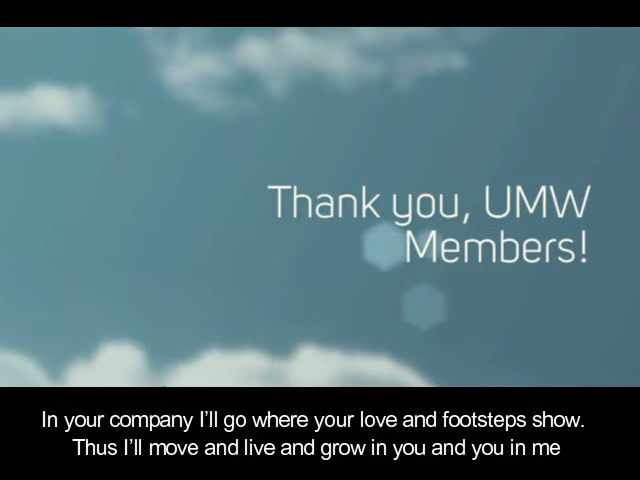 Thank you, UMW
Members!
In your company I’ll go where your love and footsteps show.
Thus I’ll move and live and grow in you and you in me